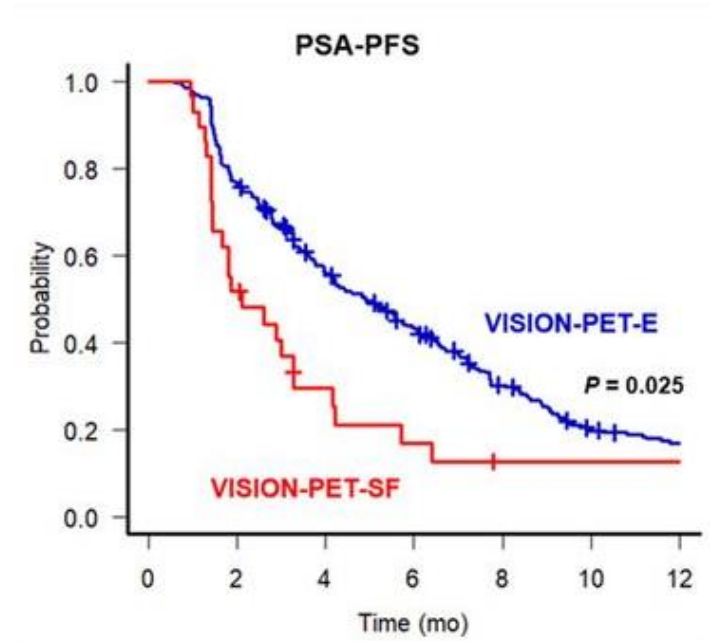 PSA-PFS
Probability
1.0
0.8
0.6
0.4
0.2
0.0
VISION-PET-E
P = 0.025
VISION-PET-SF
0 2 4 6 8 10 12
Time (mo)